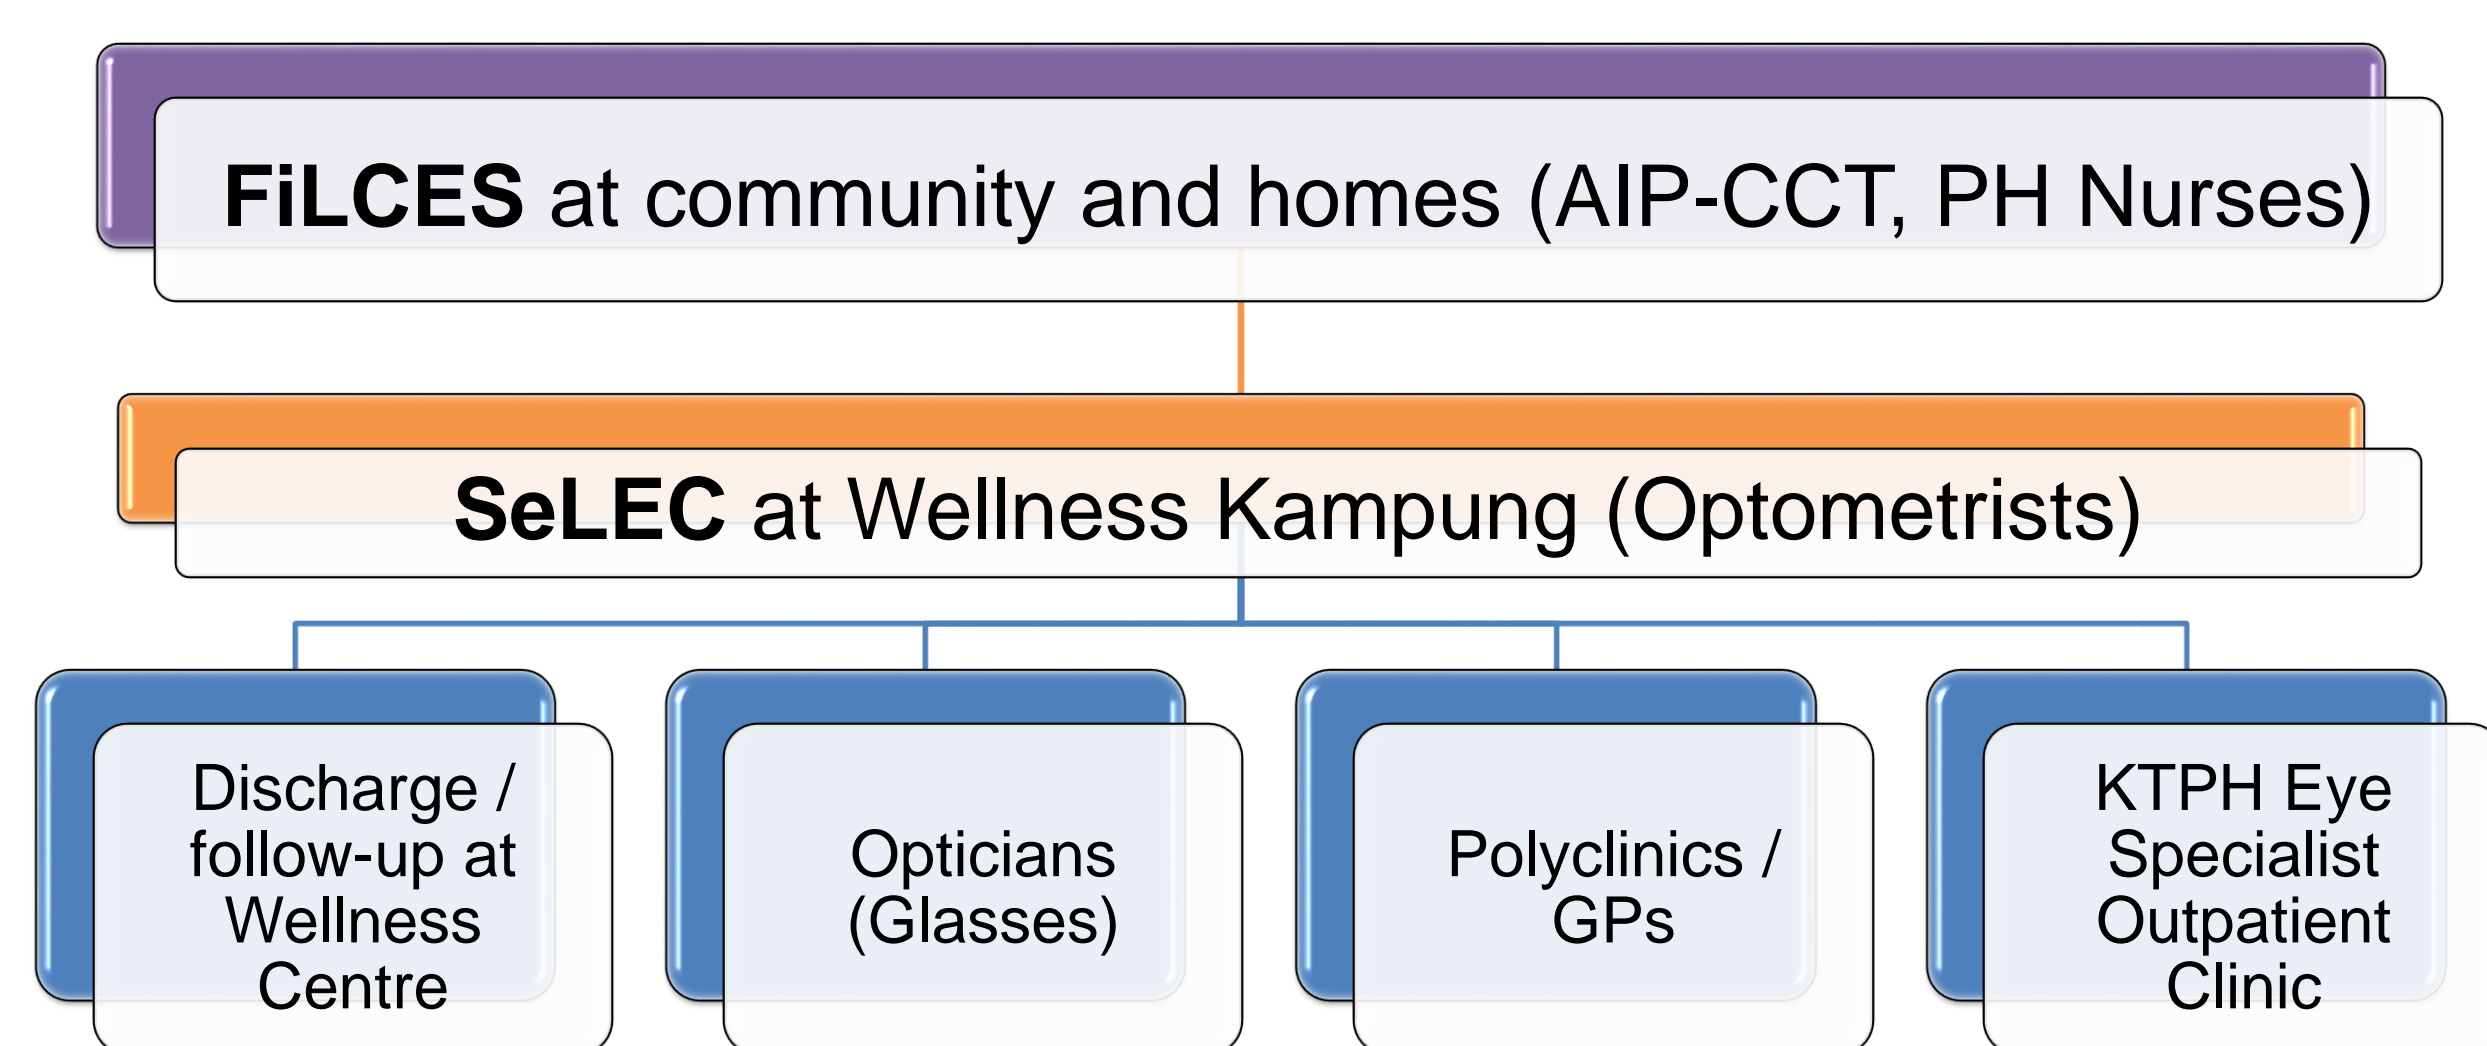 FiLCES at community and homes (AIP-CCT, PH Nurses)
SeLEC at Wellness Kampung (Optometrists)
Discharge /
follow-up at
Wellness
Centre
Opticians
(Glasses)
Polyclinics /
GPs
KTPH Eye
Specialist
Outpatient
Clinic